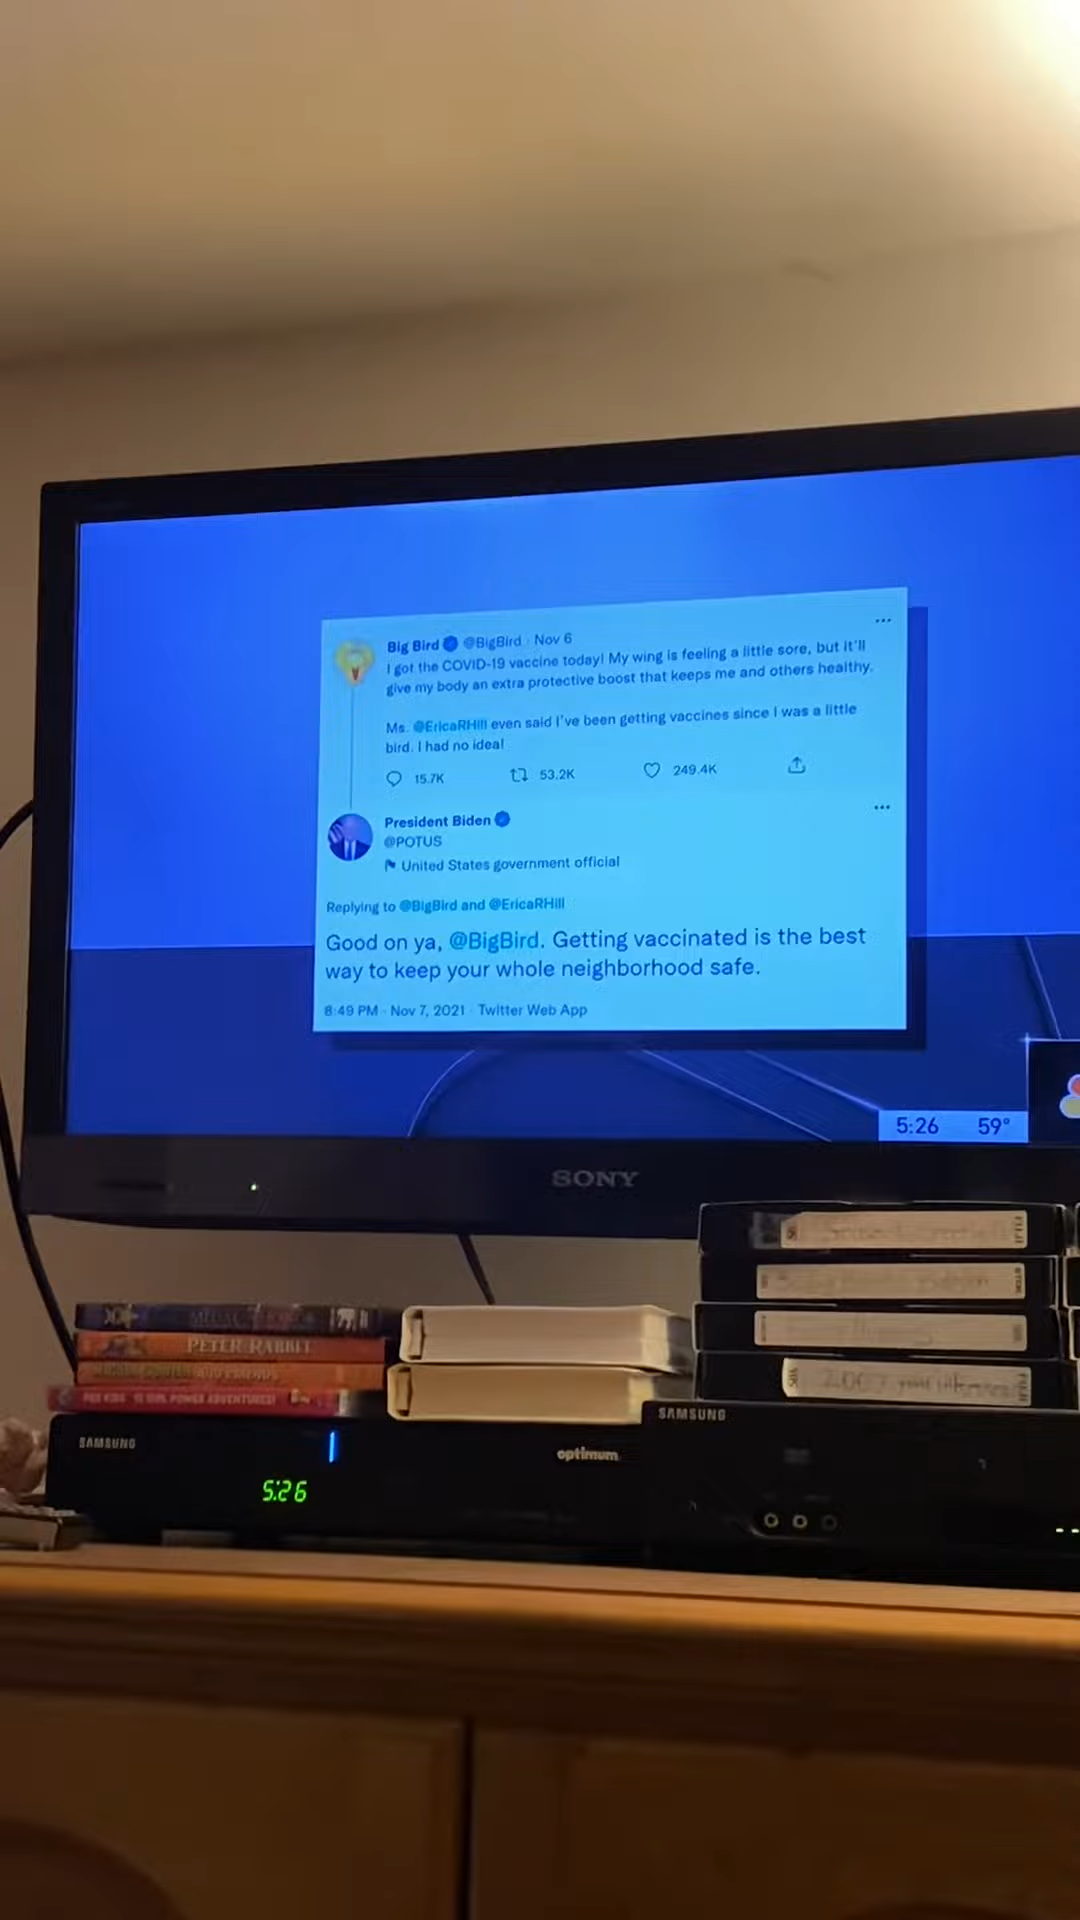 Big Bird @BigBird · Nov 6
I got the COVID-19 vaccine today! My wing is feeling a little sore, but it'll
give my body an extra protective boost that keeps me and others healthy.
Ms. @EricaRHill even said I've been getting vaccines since I was a little
bird. I had no idea!
15.7K 53.2K 249.4K
President Biden
@POTUS
United States government official
Replying to @BigBird and @EricaRHill
Good on ya, @BigBird. Getting vaccinated is the best
way to keep your whole neighborhood safe.
8:49 PM · Nov 7, 2021 · Twitter Web App
5:26 59°
SONY
PETER RABBIT
POWER ADVENTURES!
SAMSUNG
optimum
5:26
SAMSUNG